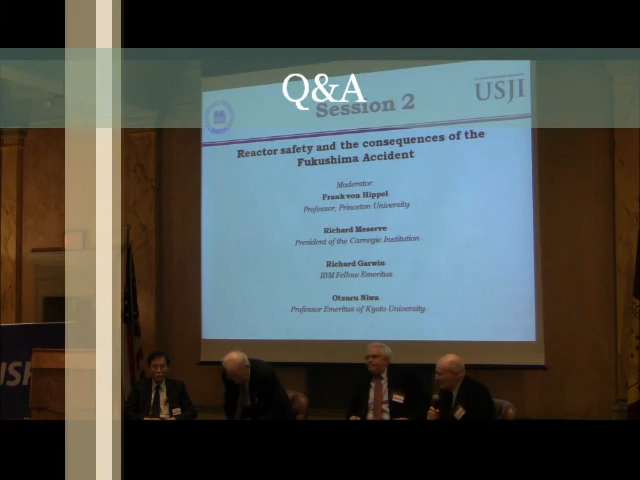 Q&A
Session 2
USJI
Reactor safety and the consequences of the
Fukushima Accident
Moderator:
Frank von Hippel
Professor, Princeton University
Richard Meserve
President of the Carnegie Institution
Richard Garwin
IBM Fellow Emeritus
Otsuru Niwa
Professor Emeritus of Kyoto University